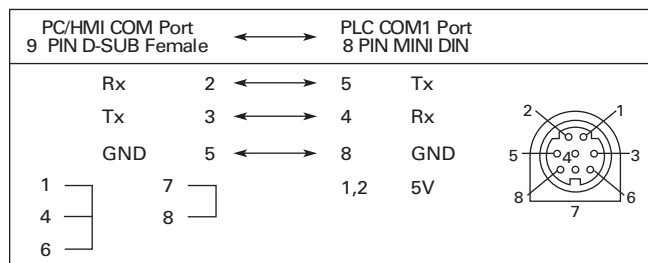 PC/HMI COM Port PLC COM1 Port
9 PIN D-SUB Female 8 PIN MINI DIN
Rx 2 5 Tx
Tx 3 4 Rx
GND 5 8 GND
1 7 1,2 5V
4 8
6
2 1
5 4 3
8 6
7